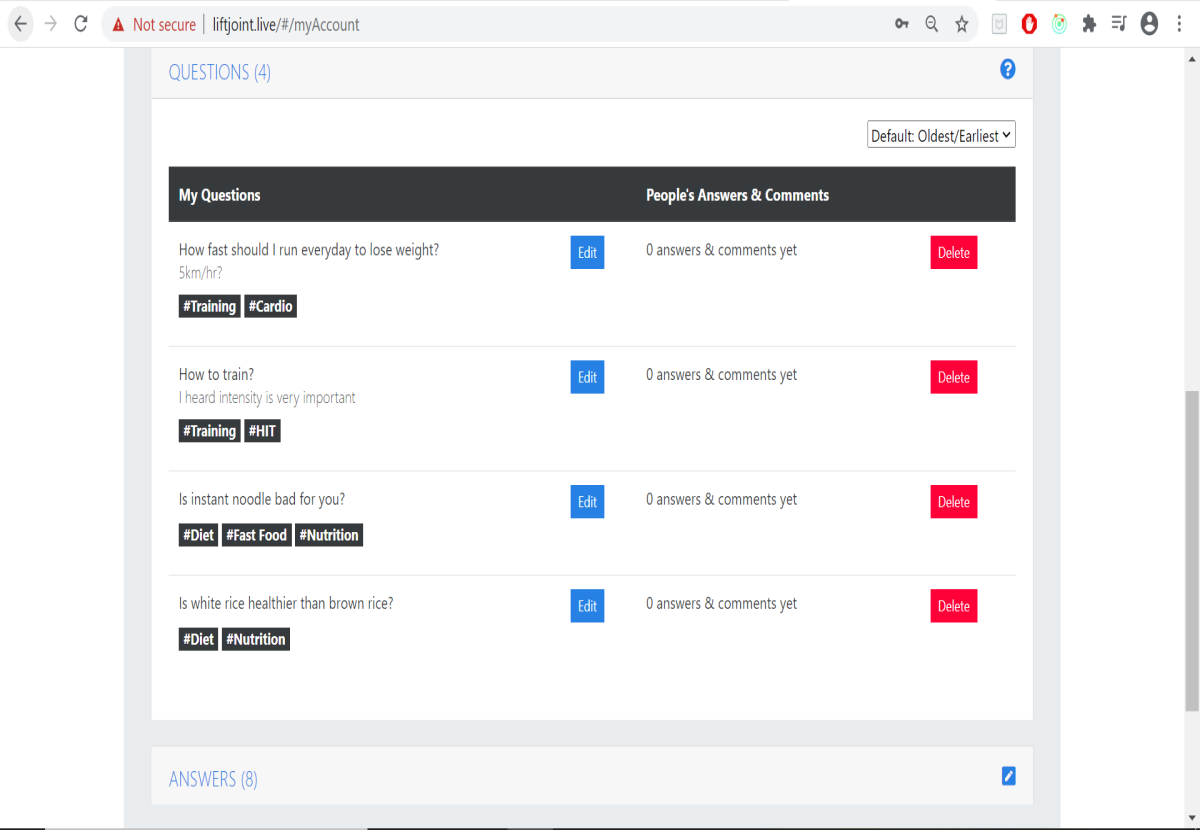 Not secure liftjoint.live/#/myAccount
QUESTIONS (4)
Default: Oldest/Earliest
My Questions People's Answers & Comments
How fast should I run everyday to lose weight? Edit 0 answers & comments yet Delete
5km/hr?
#Training #Cardio
How to train? Edit 0 answers & comments yet Delete
I heard intensity is very important
#Training #HIT
Is instant noodle bad for you? Edit 0 answers & comments yet Delete
#Diet #Fast Food #Nutrition
Is white rice healthier than brown rice? Edit 0 answers & comments yet Delete
#Diet #Nutrition
ANSWERS (8)